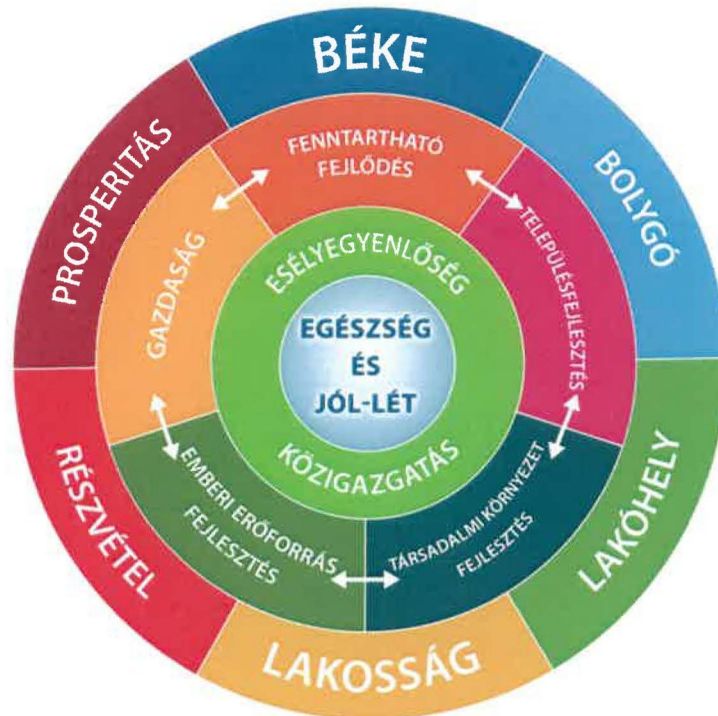 BÉKE
BOLYGÓ
LAKÓHELY
LAKOSSÁG
RÉSZVÉTEL
PROSPERITÁS
FENNTARTHATÓ
FEJLŐDÉS
TELEPÜLÉSFEJLESZTÉS
TÁRSADALMI KÖRNYEZET
FEJLESZTÉS
EMBERI ERŐFORRÁS
FEJLESZTÉS
GAZDASÁG
ESÉLYEGYENLŐSÉG
KÖZIGAZGATÁS
EGÉSZSÉG
ÉS
JÓL-LÉT